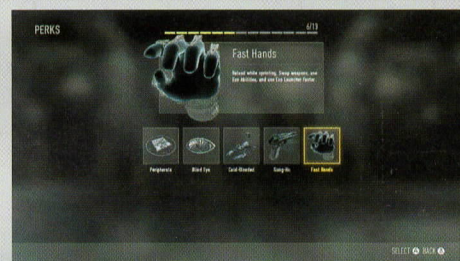 PERKS
6/13
Fast Hands
Reload while sprinting. Swap weapons, use
Exo Abilities, and use Exo Launcher faster.
Peripherals
Blind Eye
Cold-Blooded
Gung-Ho
Fast Hands
SELECT A BACK B